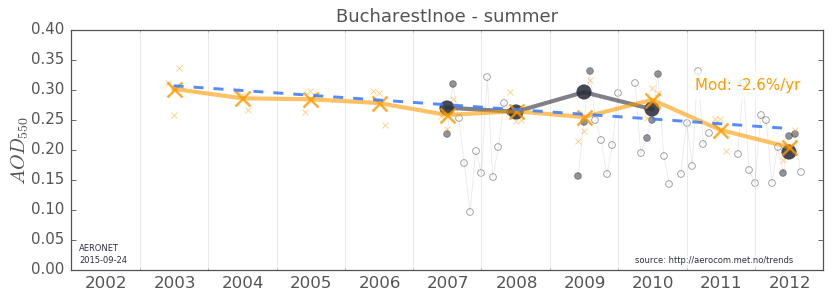 BucharestInoe - summer
0.40
0.35
0.30
0.25
0.20
0.15
0.10
0.05
0.00
AOD550
Mod: -2.6%/yr
AERONET
2015-09-24
source: http://aerocom.met.no/trends
2002 2003 2004 2005 2006 2007 2008 2009 2010 2011 2012